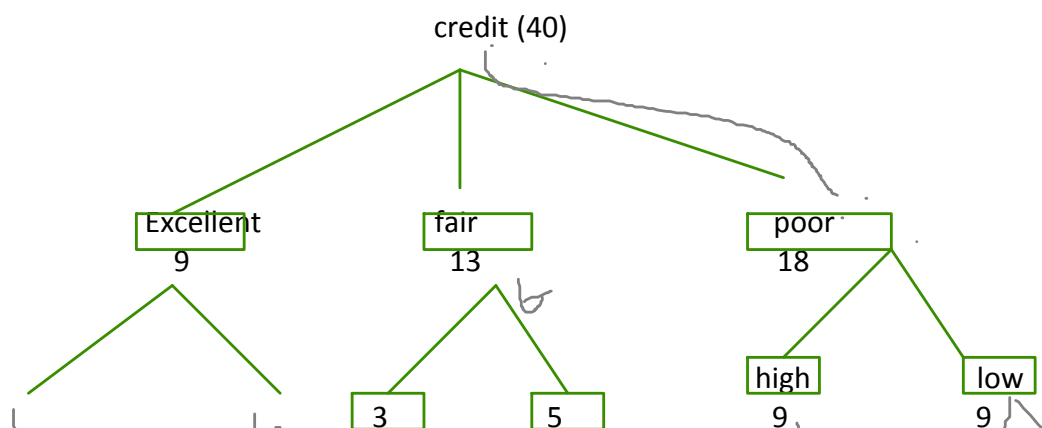 credit (40)
Excellent fair poor
9 13 18
high low
3 5 9 9